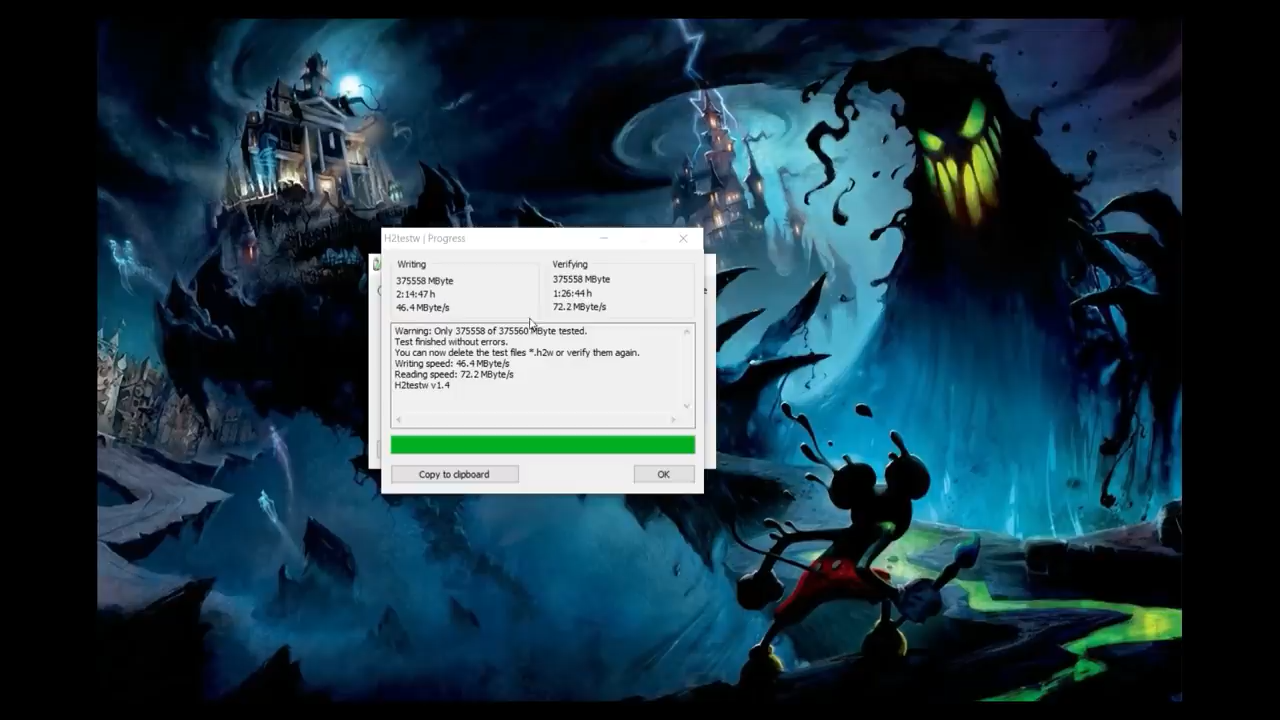 H2testw | Progress
Writing
375558 MByte
2:14:47 h
46.4 MByte/s
Verifying
375558 MByte
1:26:44 h
72.2 MByte/s
Warning: Only 375558 of 375560 MByte tested.
Test finished without errors.
You can now delete the test files *.h2w or verify them again.
Writing speed: 46.4 MByte/s
Reading speed: 72.2 MByte/s
H2testw v1.4
Copy to clipboard
OK